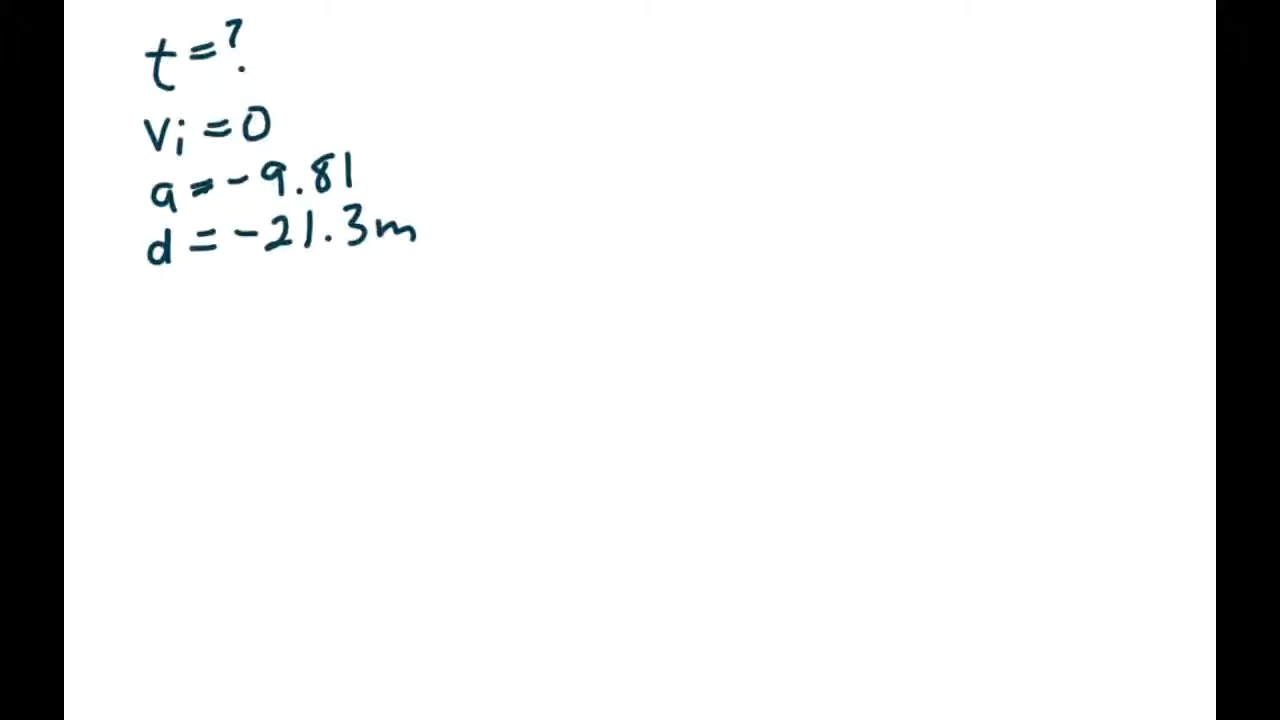 t = ?
vi = 0
a = -9.81
d = -21.3m